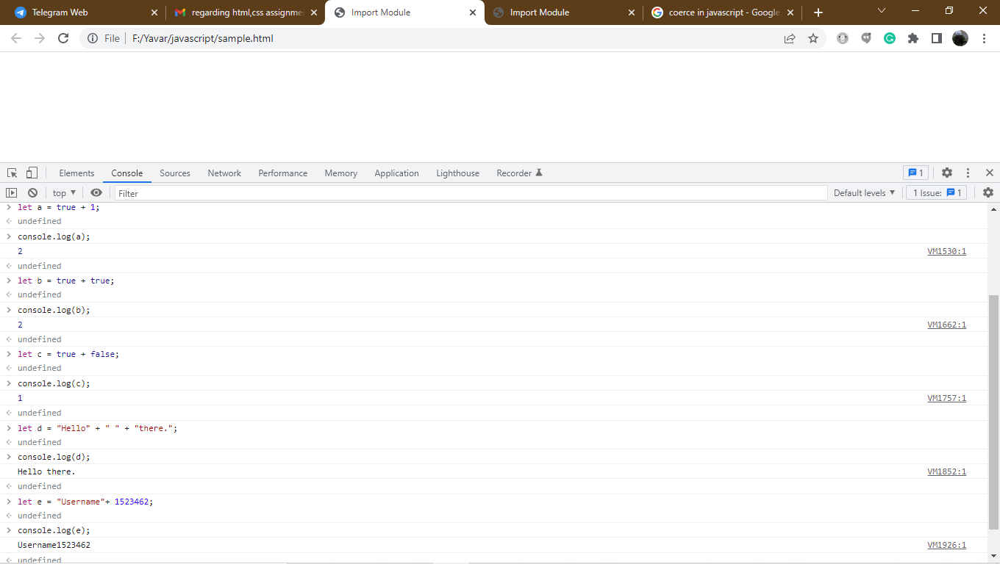 Telegram Web
regarding html,css assignme
Import Module
Import Module
coerce in javascript - Google
File
F:/Yavar/javascript/sample.html
Elements Console Sources Network Performance Memory Application Lighthouse Recorder 1
top Filter Default levels 1 Issue: 1
let a = true + 1;
undefined
console.log(a);
2 VM1530:1
undefined
let b = true + true;
undefined
console.log(b);
2 VM1662:1
undefined
let c = true + false;
undefined
console.log(c);
1 VM1757:1
undefined
let d = "Hello" + " " + "there.";
undefined
console.log(d);
Hello there. VM1852:1
undefined
let e = "Username"+ 1523462;
undefined
console.log(e);
Username1523462 VM1926:1
undefined